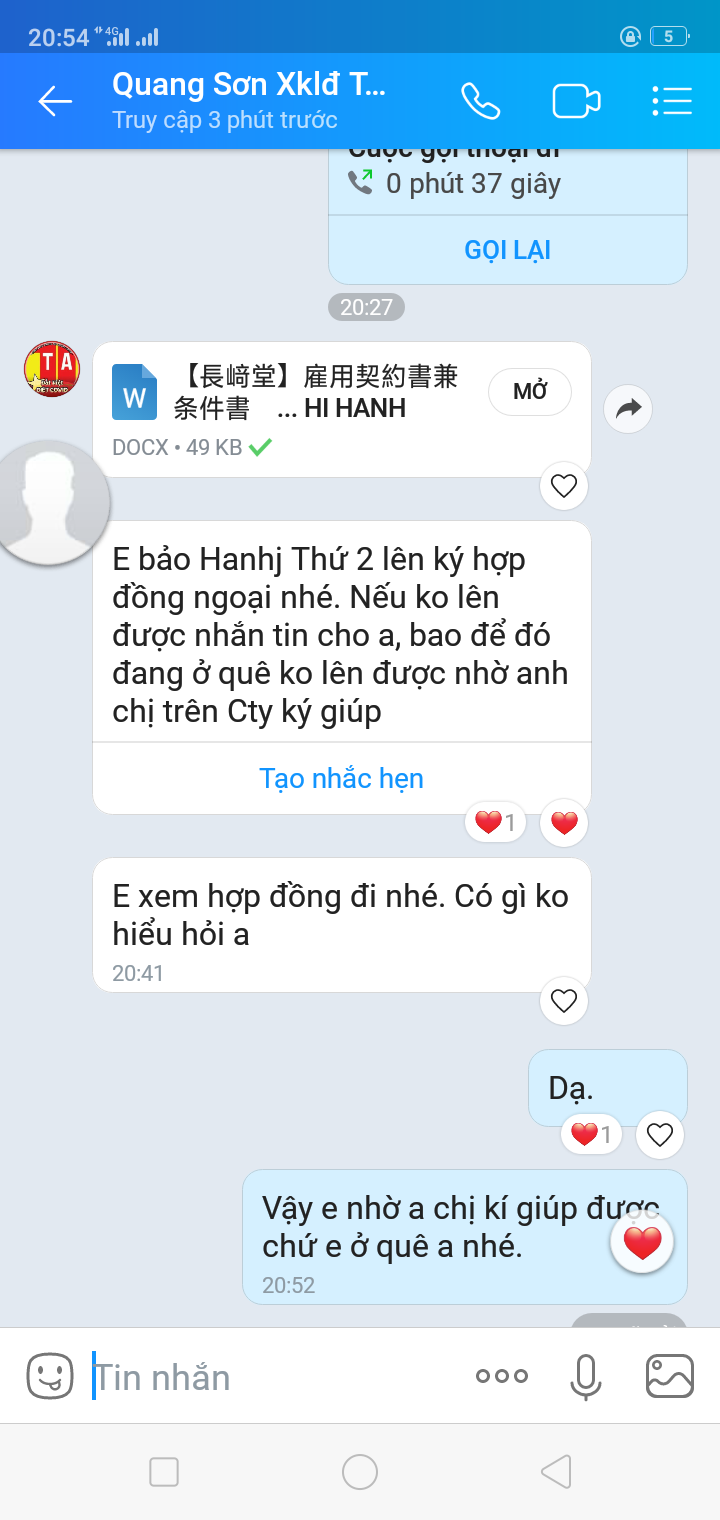 20:54 4G 5
Quang Sơn Xklđ T...
Truy cập 3 phút trước
Cuộc gọi thoại đi
0 phút 37 giây
GỌI LẠI
20:27
【長﨑堂】雇用契約書兼
条件書 ... HI HANH
MỞ
W
DOCX • 49 KB
TA
E bảo Hanhj Thứ 2 lên ký hợp
đồng ngoại nhé. Nếu ko lên
được nhắn tin cho a, bao để đó
đang ở quê ko lên được nhờ anh
chị trên Cty ký giúp
Tạo nhắc hẹn
1
E xem hợp đồng đi nhé. Có gì ko
hiểu hỏi a
20:41
Dạ.
1
Vậy e nhờ a chị kí giúp được
chứ e ở quê a nhé.
20:52
Tin nhắn